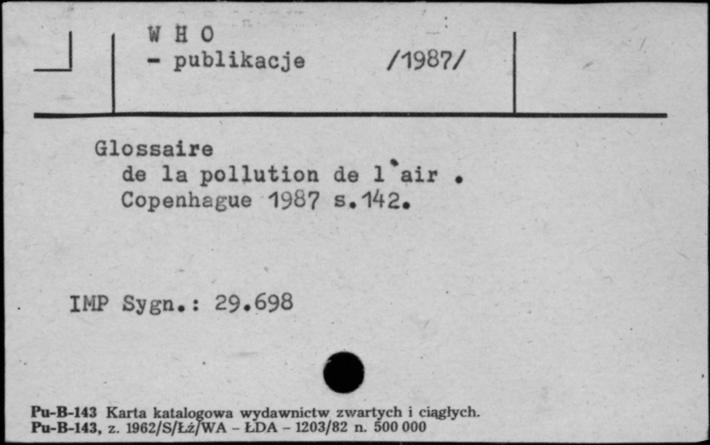 W H O
- publikacje /1987/
Glossaire
de la pollution de l`air .
Copenhague 1987 s.142.
IMP Sygn.: 29.698
Pu-B-143 Karta katalogowa wydawnictw zwartych i ciągłych.
Pu-B-143, z. 1962/S/Łź/WA – ŁDA – 1203/82 n. 500 000